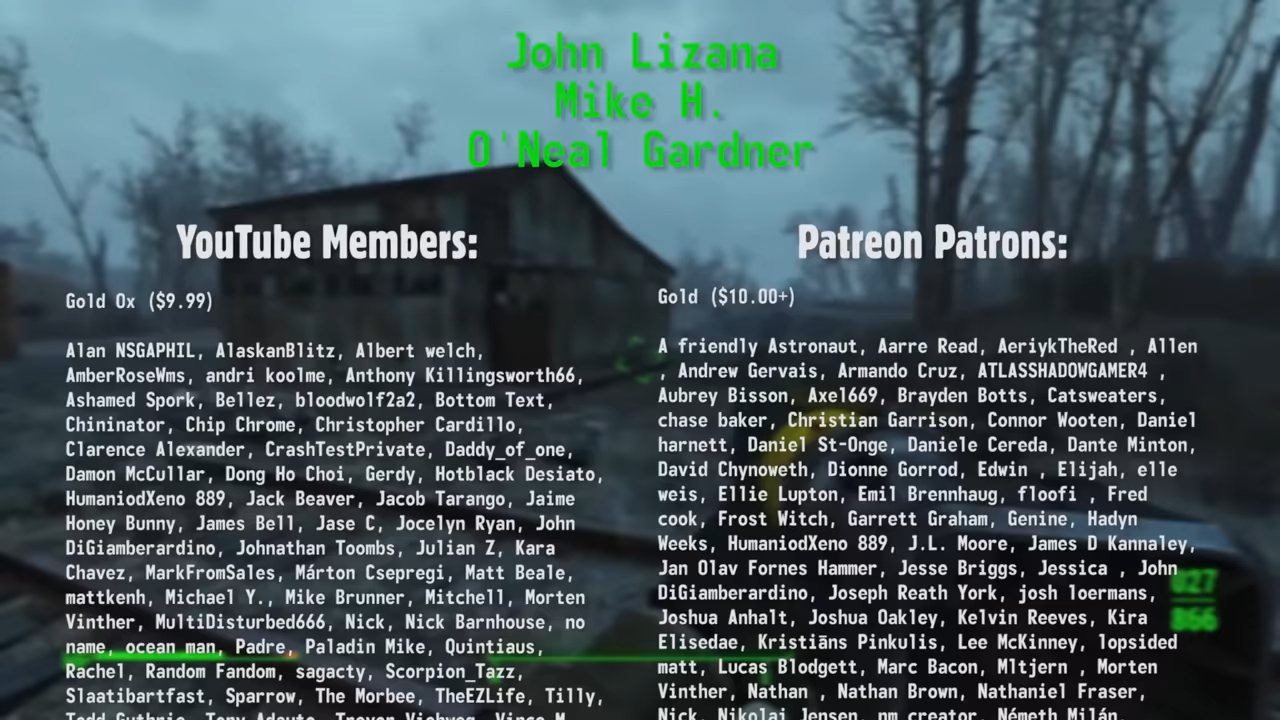 John Lizana
Mike H.
O'Neal Gardner
YouTube Members:
Gold Ox ($9.99)
Alan NSGAPHIL, AlaskanBlitz, Albert welch,
AmberRoseWms, andri koolme, Anthony Killingsworth66,
Ashamed Spork, Bellez, bloodwolf2a2, Bottom Text,
Chininator, Chip Chrome, Christopher Cardillo,
Clarence Alexander, CrashTestPrivate, Daddy_of_one,
Damon McCullar, Dong Ho Choi, Gerdy, Hotblack Desiato,
HumaniodXeno 889, Jack Beaver, Jacob Tarango, Jaime
Honey Bunny, James Bell, Jase C, Jocelyn Ryan, John
DiGiamberardino, Johnathan Toombs, Julian Z, Kara
Chavez, MarkFromSales, Márton Csepregi, Matt Beale,
mattkenh, Michael Y., Mike Brunner, Mitchell, Morten
Vinther, MultiDisturbed666, Nick, Nick Barnhouse, no
name, ocean man, Padre, Paladin Mike, Quintiaus,
Rachel, Random Fandom, sagacty, Scorpion_Tazz,
Slaatibartfast, Sparrow, The Morbee, TheEZLife, Tilly,
Patreon Patrons:
Gold ($10.00+)
A friendly Astronaut, Aarre Read, AeriykTheRed , Allen
, Andrew Gervais, Armando Cruz, ATLASSHADOWGAMER4 ,
Aubrey Bisson, Axel669, Brayden Botts, Catsweaters,
chase baker, Christian Garrison, Connor Wooten, Daniel
harnett, Daniel St-Onge, Daniele Cereda, Dante Minton,
David Chynoweth, Dionne Gorrod, Edwin , Elijah, elle
weis, Ellie Lupton, Emil Brennhaug, floofi , Fred
cook, Frost Witch, Garrett Graham, Genine, Hadyn
Weeks, HumaniodXeno 889, J.L. Moore, James D Kannaley,
Jan Olav Fornes Hammer, Jesse Briggs, Jessica , John
DiGiamberardino, Joseph Reath York, josh loermans,
Joshua Anhalt, Joshua Oakley, Kelvin Reeves, Kira
Elisedae, Kristiāns Pinkulis, Lee McKinney, lopsided
matt, Lucas Blodgett, Marc Bacon, Mltjern , Morten
Vinther, Nathan , Nathan Brown, Nathaniel Fraser,
Nick, Nikolaj Jensen, nm creator, Németh Milán,
027
866